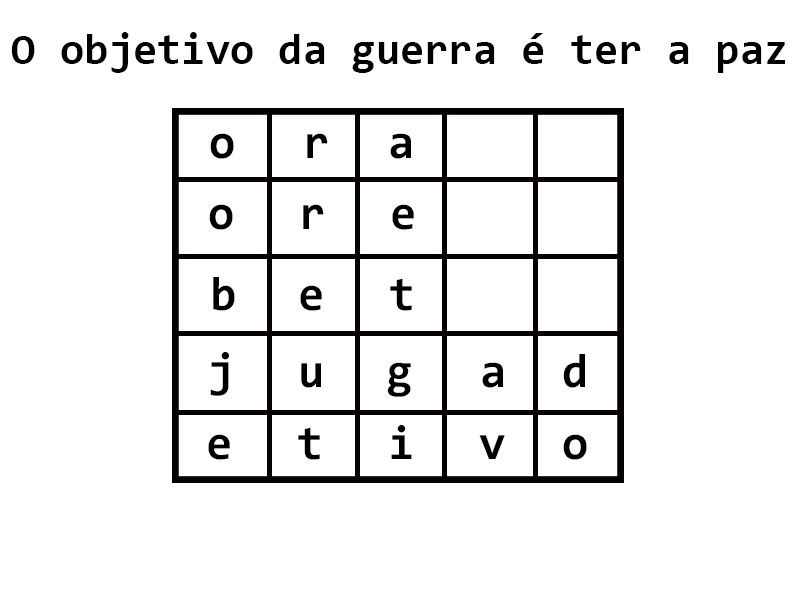 O objetivo da guerra é ter a paz
o r a
o r e
b e t
j u g a d
e t i v o